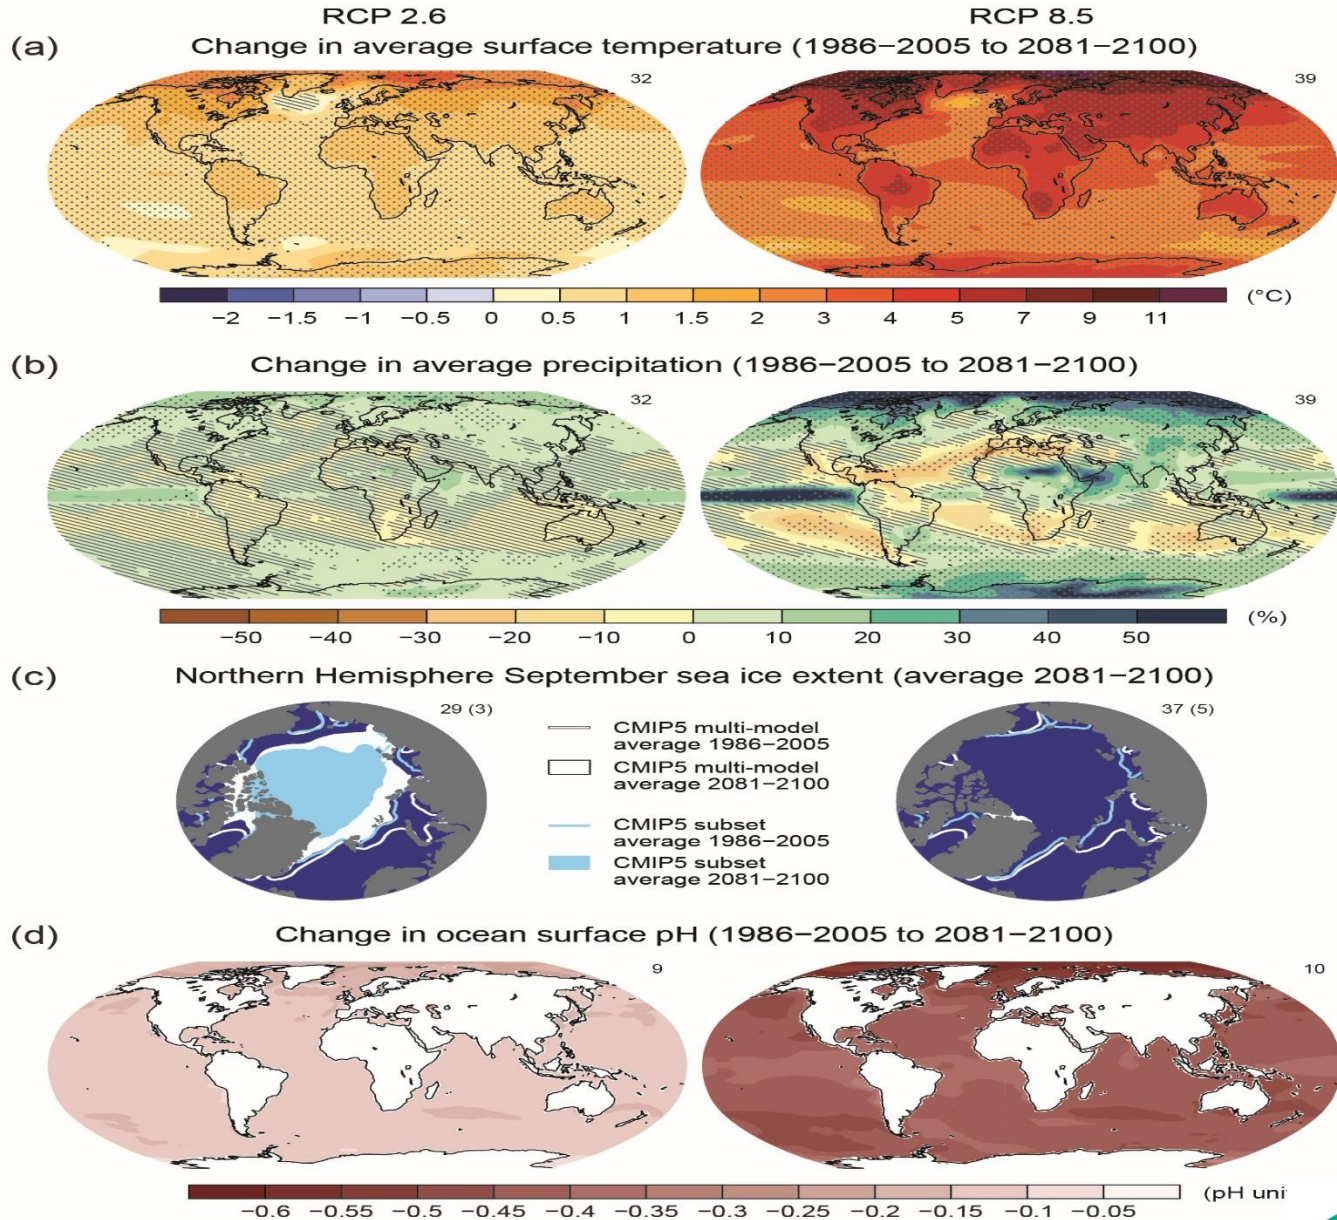 RCP 2.6 RCP 8.5
(a) Change in average surface temperature (1986−2005 to 2081−2100)
32 39
−2 −1.5 −1 −0.5 0 0.5 1 1.5 2 3 4 5 7 9 11 (°C)
(b) Change in average precipitation (1986−2005 to 2081−2100)
32 39
−50 −40 −30 −20 −10 0 10 20 30 40 50 (%)
(c) Northern Hemisphere September sea ice extent (average 2081−2100)
29 (3) 37 (5)
CMIP5 multi-model
average 1986−2005
CMIP5 multi-model
average 2081−2100
CMIP5 subset
average 1986−2005
CMIP5 subset
average 2081−2100
(d) Change in ocean surface pH (1986−2005 to 2081−2100)
9 10
−0.6 −0.55 −0.5 −0.45 −0.4 −0.35 −0.3 −0.25 −0.2 −0.15 −0.1 −0.05 (pH uni